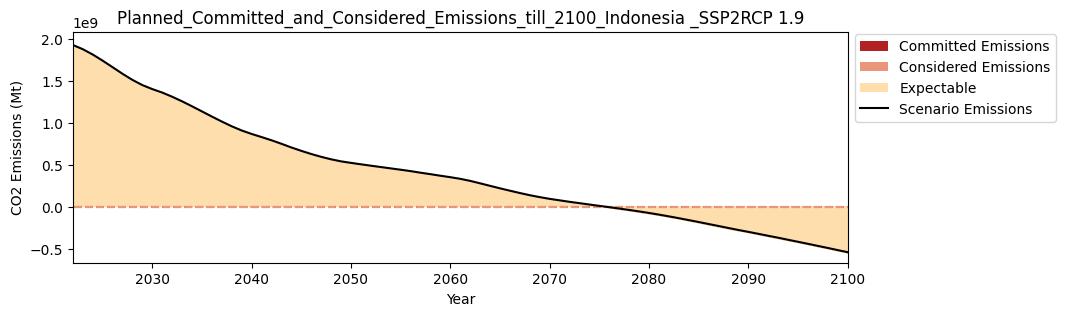 Planned_Committed_and_Considered_Emissions_till_2100_Indonesia _SSP2RCP 1.9
1e9
2.0
1.5
1.0
0.5
0.0
−0.5
CO2 Emissions (Mt)
2030 2040 2050 2060 2070 2080 2090 2100
Year
Committed Emissions
Considered Emissions
Expectable
Scenario Emissions